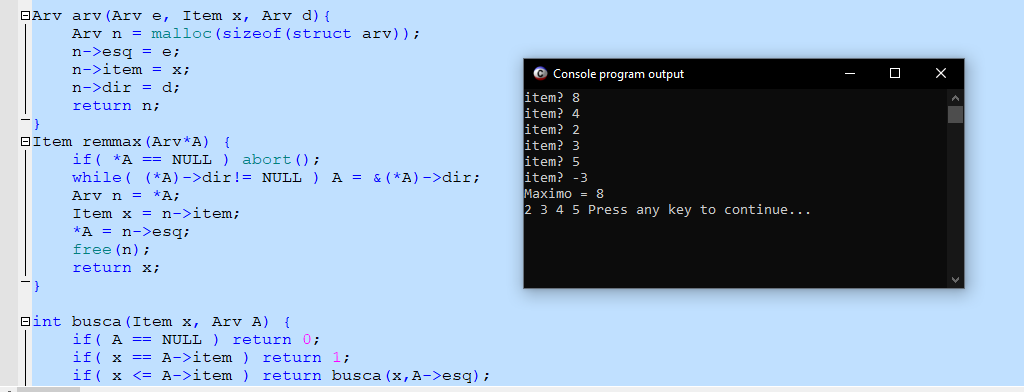 Arv arv(Arv e, Item x, Arv d){
Arv n = malloc(sizeof(struct arv));
n->esq = e;
n->item = x;
n->dir = d;
return n;
}
Item remmax(Arv*A) {
if( *A == NULL ) abort();
while( (*A)->dir!= NULL ) A = &(*A)->dir;
Arv n = *A;
Item x = n->item;
*A = n->esq;
free(n);
return x;
}
int busca(Item x, Arv A) {
if( A == NULL ) return 0;
if( x == A->item ) return 1;
if( x <= A->item ) return busca(x,A->esq);
Console program output
item? 8
item? 4
item? 2
item? 3
item? 5
item? -3
Maximo = 8
2 3 4 5 Press any key to continue...